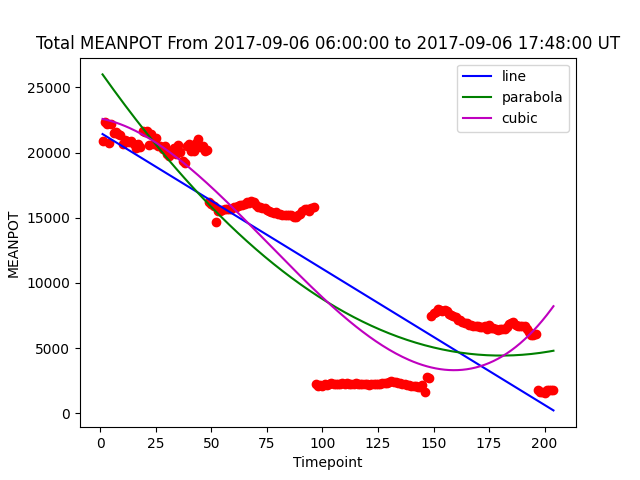 Total MEANPOT From 2017-09-06 06:00:00 to 2017-09-06 17:48:00 UT
line
parabola
cubic
25000
20000
15000
10000
5000
0
MEANPOT
0 25 50 75 100 125 150 175 200
Timepoint